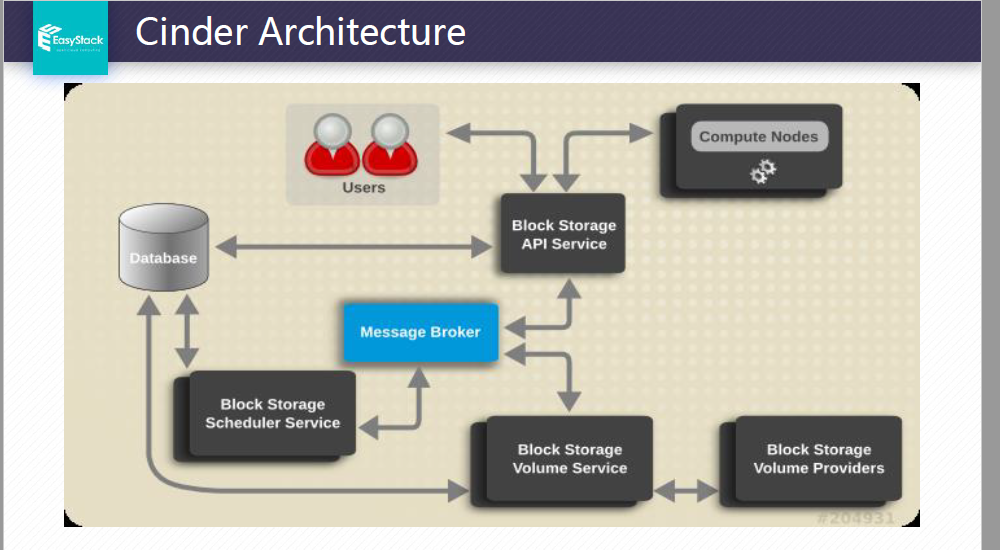 EasyStack
Cinder Architecture
Users
Compute Nodes
Block Storage
API Service
Database
Message Broker
Block Storage
Scheduler Service
Block Storage
Volume Service
Block Storage
Volume Providers
#204931